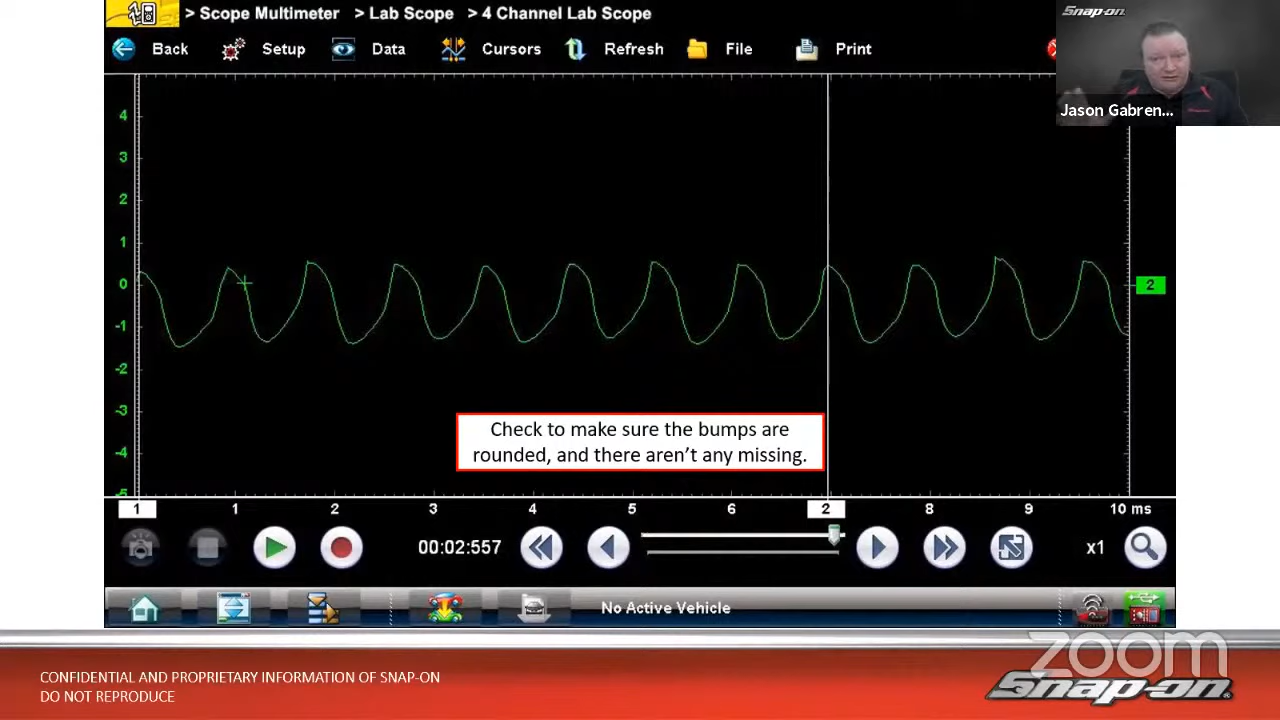 > Scope Multimeter > Lab Scope > 4 Channel Lab Scope
Snap-on
Back Setup Data Cursors Refresh File Print
Jason Gabren...
4
3
2
1
0
-1
-2
-3
-4
-5
2
Check to make sure the bumps are
rounded, and there aren't any missing.
1 1 2 3 4 5 6 2 8 9 10 ms
00:02:557 x1
No Active Vehicle
zoom
CONFIDENTIAL AND PROPRIETARY INFORMATION OF SNAP-ON
DO NOT REPRODUCE
Snap-on